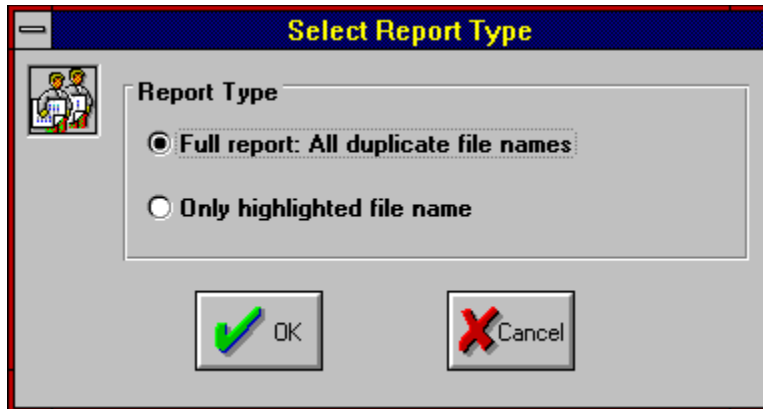 Select Report Type
Report Type
Full report: All duplicate file names
Only highlighted file name
OK
Cancel